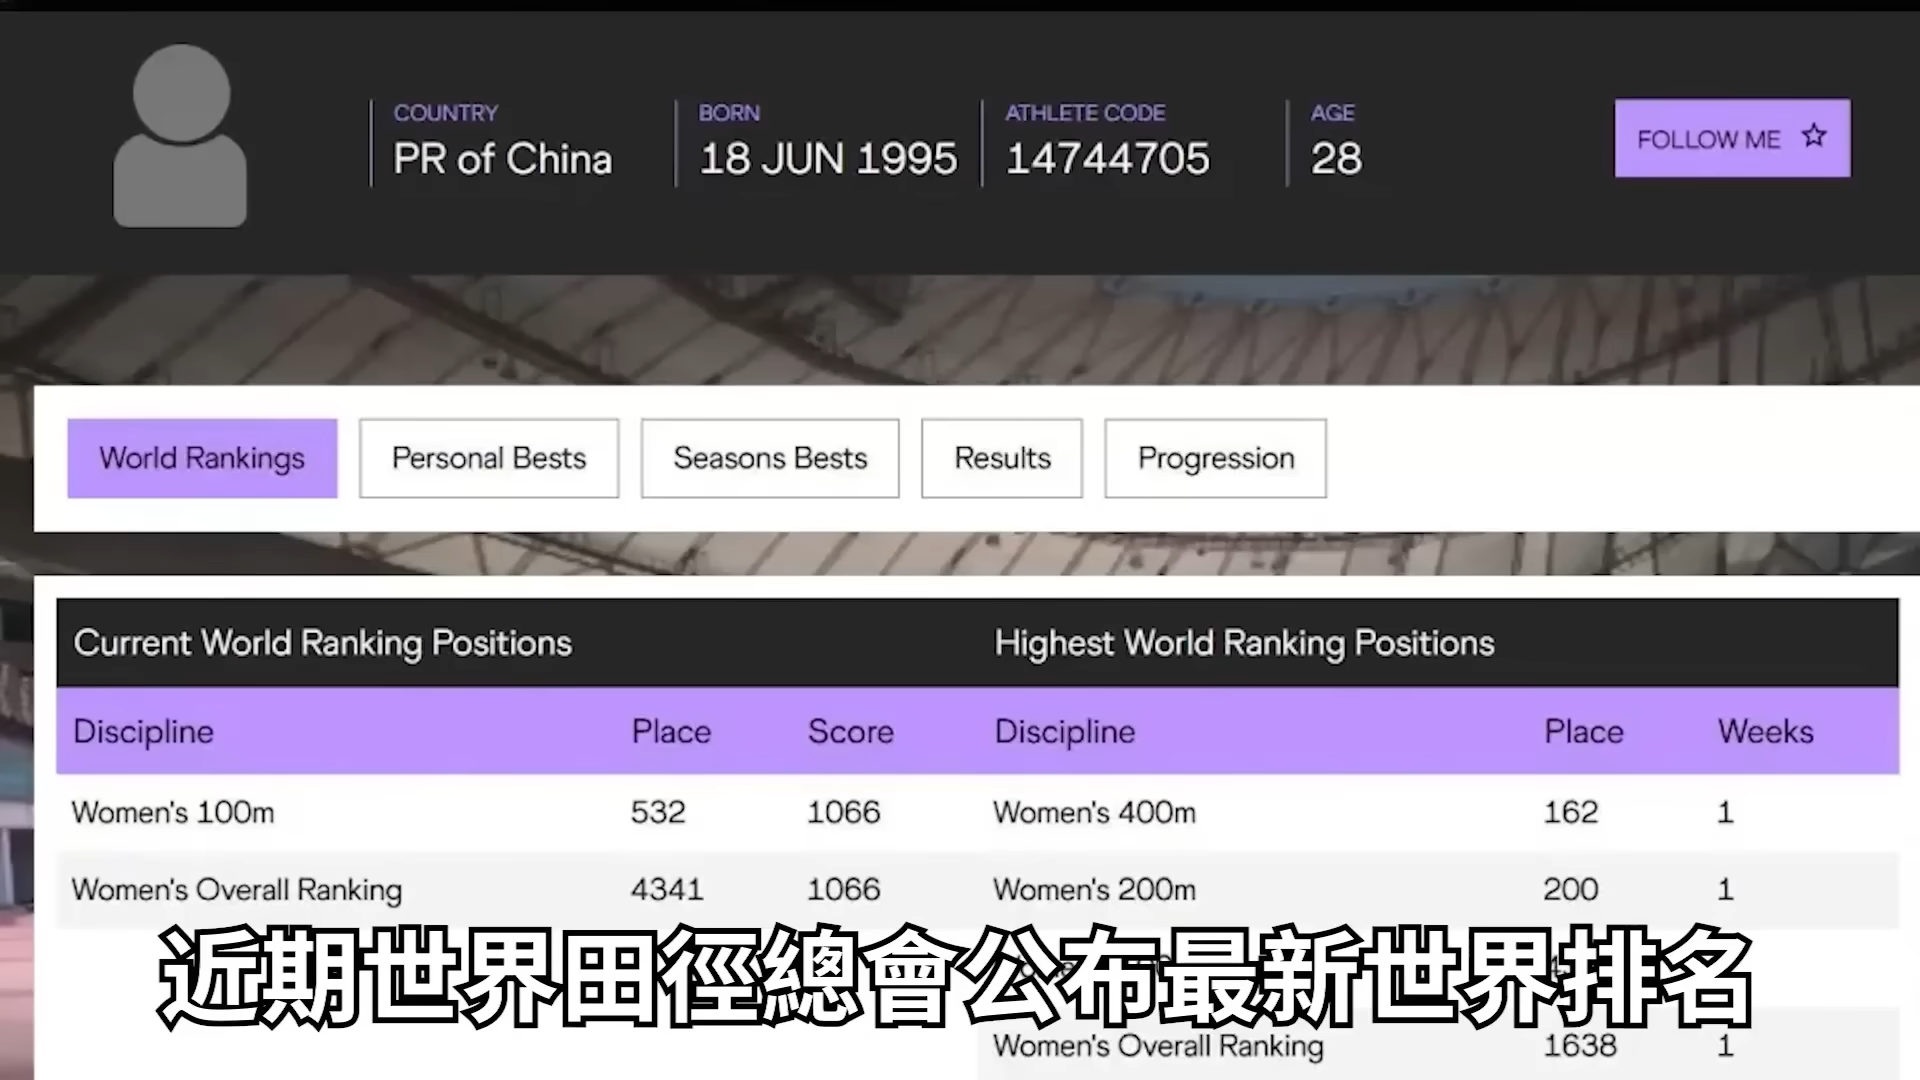 COUNTRY
PR of China
BORN
18 JUN 1995
ATHLETE CODE
14744705
AGE
28
FOLLOW ME
World Rankings
Personal Bests
Seasons Bests
Results
Progression
Current World Ranking Positions
Highest World Ranking Positions
Discipline Place Score
Discipline Place Weeks
Women's 100m 532 1066
Women's 400m 162 1
Women's Overall Ranking 4341 1066
Women's 200m 200 1
近期世界田徑總會公布最新世界排名
Women's Overall Ranking 1638 1